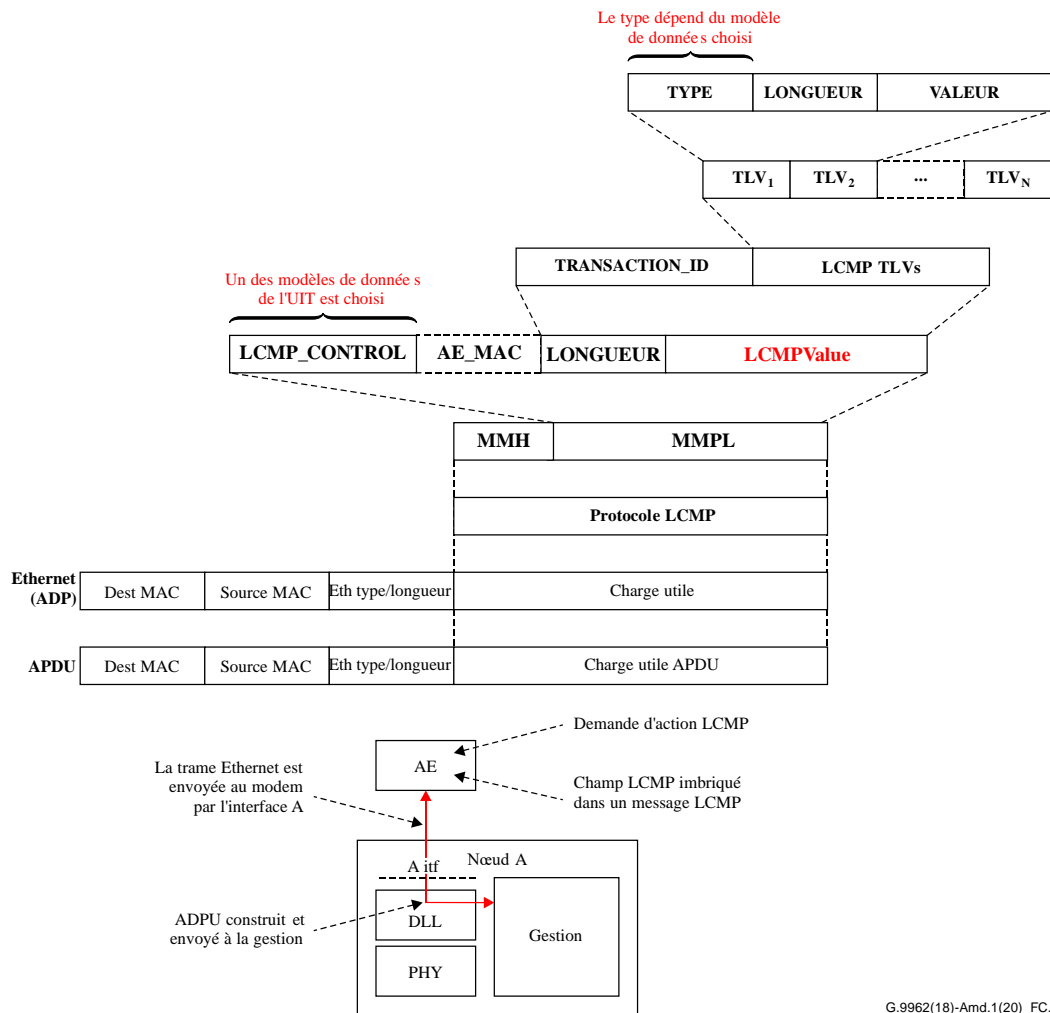 Le type dépend du modèle
de données choisi
TYPE LONGUEUR VALEUR
TLV1 TLV2 ... TLVN
TRANSACTION_ID LCMP TLVs
Un des modèles de données
de l'UIT est choisi
LCMP_CONTROL AE_MAC LONGUEUR LCMPValue
MMH MMPL
Protocole LCMP
Ethernet
(ADP)
Dest MAC Source MAC Eth type/longueur Charge utile
APDU Dest MAC Source MAC Eth type/longueur Charge utile APDU
Demande d'action LCMP
AE
La trame Ethernet est
envoyée au modem
par l'interface A
Champ LCMP imbriqué
dans un message LCMP
A itf Nœud A
ADPU construit et
envoyé à la gestion
DLL
Gestion
PHY
G.9962(18)-Amd.1(20)_FC.